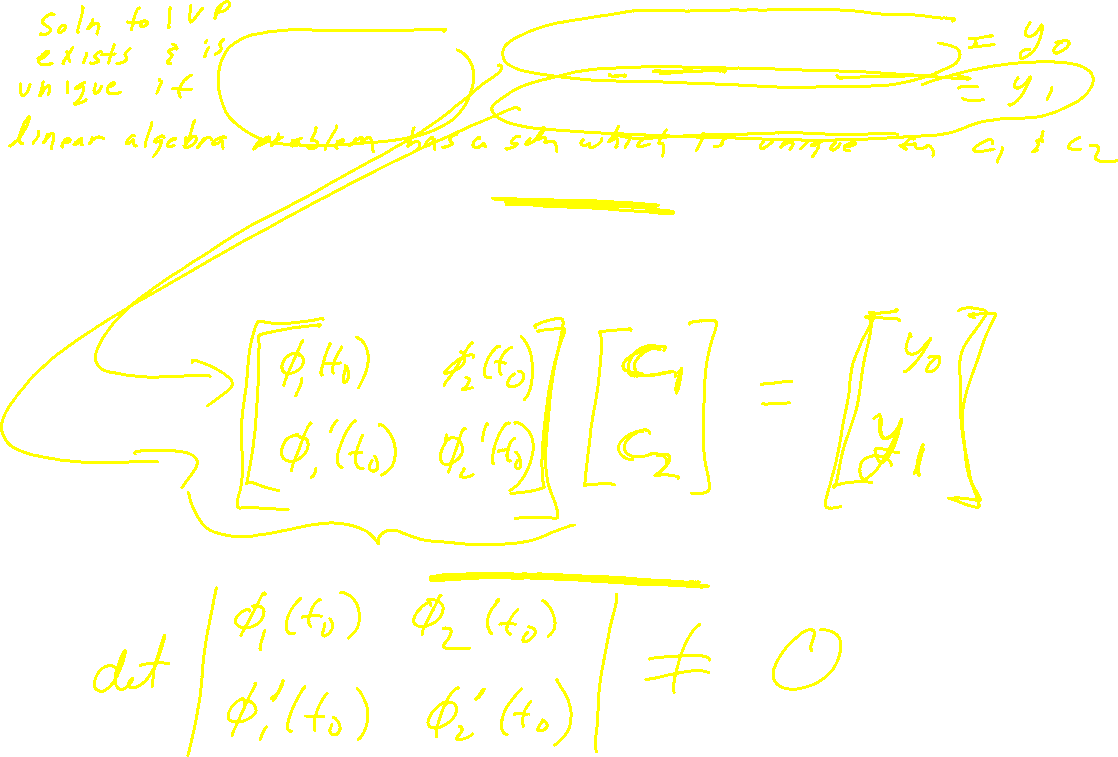 Soln to IVP
exists & is = y₀
unique if = y₁
linear algebra problem has a soln which is unique in c₁ & c₂
[ϕ₁(t₀) ϕ₂(t₀)] [C₁] = [y₀]
[ϕ₁'(t₀) ϕ₂'(t₀)] [C₂] [y₁]
det |ϕ₁(t₀) ϕ₂(t₀)| ≠ 0
|ϕ₁'(t₀) ϕ₂'(t₀)|